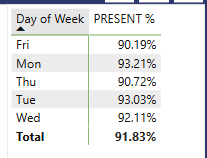 Day of Week PRESENT %
Fri 90.19%
Mon 93.21%
Thu 90.72%
Tue 93.03%
Wed 92.11%
Total 91.83%